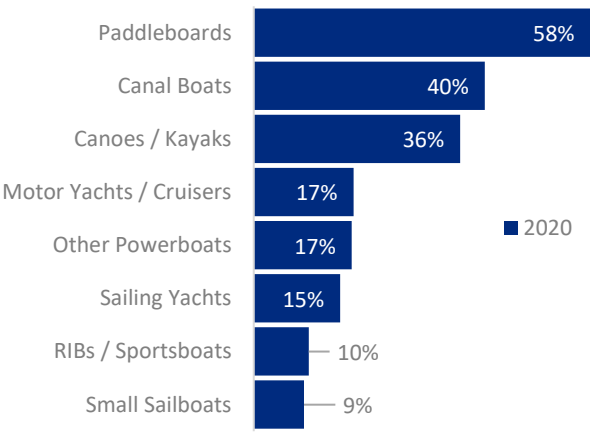 Paddleboards 58%
Canal Boats 40%
Canoes / Kayaks 36%
Motor Yachts / Cruisers 17%
Other Powerboats 17%
2020
Sailing Yachts 15%
RIBs / Sportsboats 10%
Small Sailboats 9%